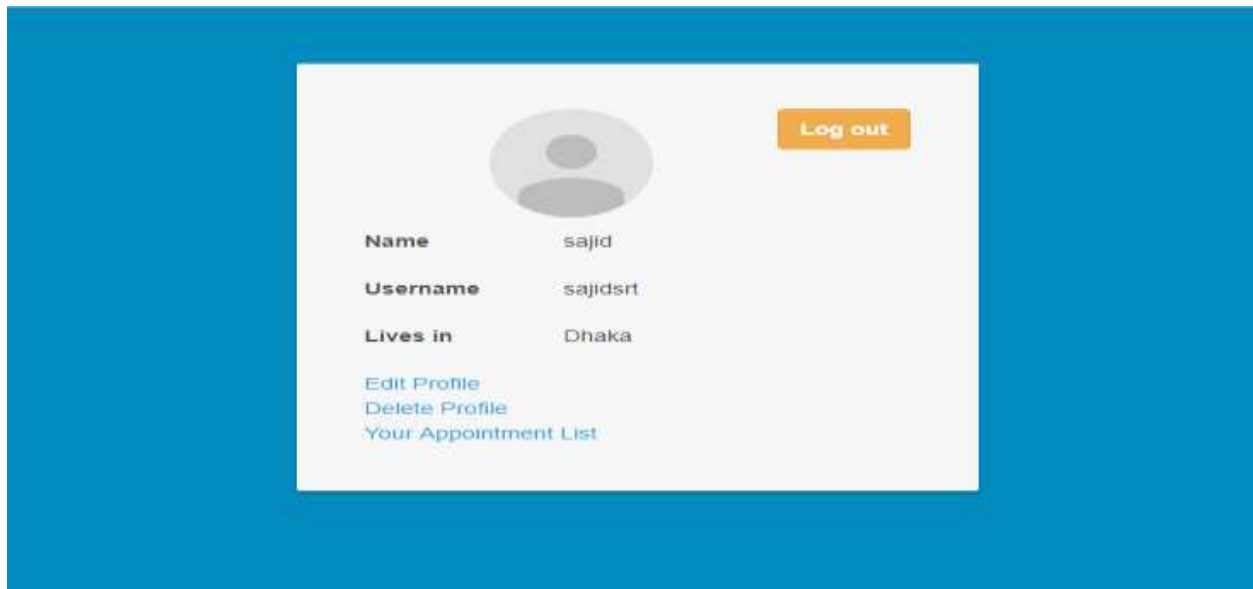 Log out
Name sajid
Username sajidsrt
Lives in Dhaka
Edit Profile
Delete Profile
Your Appointment List